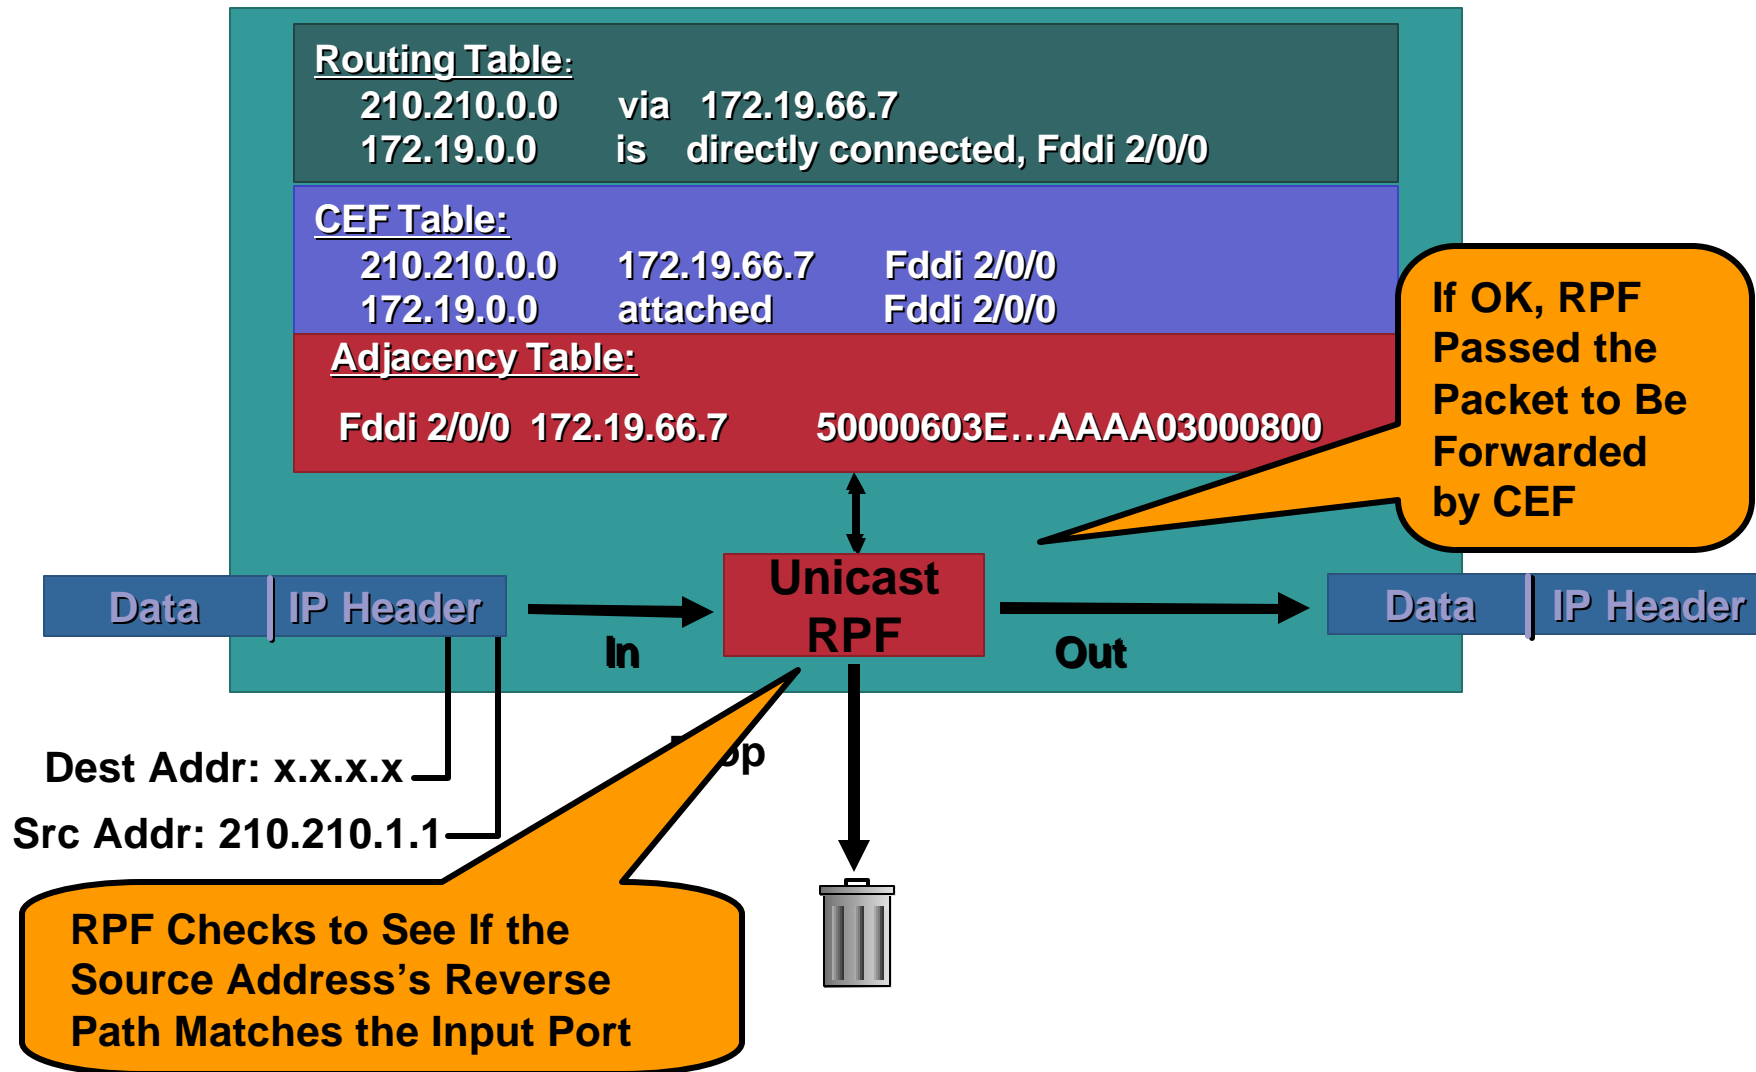 Routing Table:
210.210.0.0 via 172.19.66.7
172.19.0.0 is directly connected, Fddi 2/0/0
CEF Table:
210.210.0.0 172.19.66.7 Fddi 2/0/0
172.19.0.0 attached Fddi 2/0/0
Adjacency Table:
Fddi 2/0/0 172.19.66.7 50000603E…AAAA03000800
If OK, RPF
Passed the
Packet to Be
Forwarded
by CEF
Data IP Header
In
Unicast
RPF
Out
Data IP Header
Dest Addr: x.x.x.x
Src Addr: 210.210.1.1
RPF Checks to See If the
Source Address’s Reverse
Path Matches the Input Port